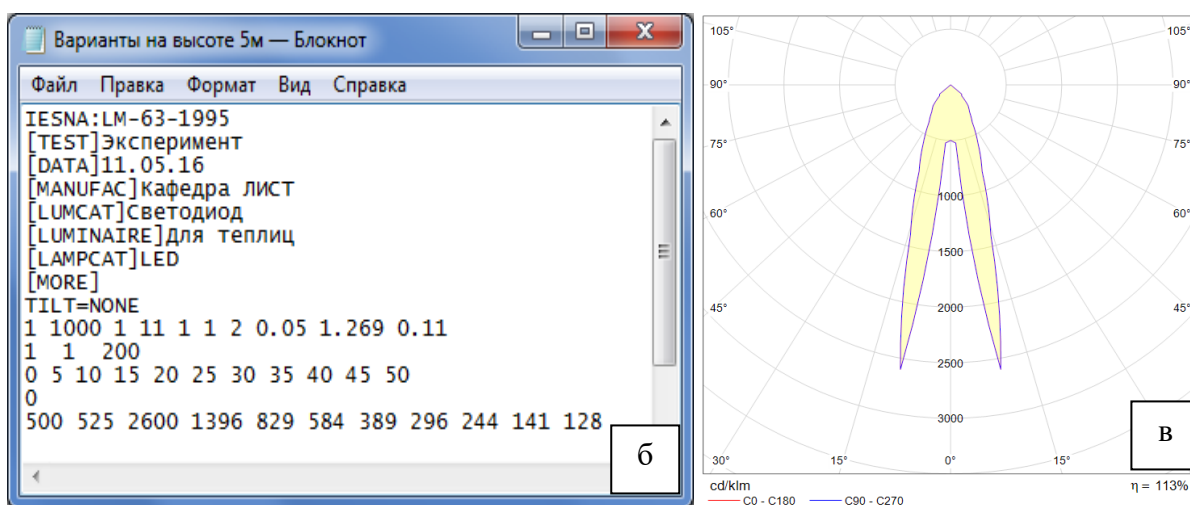 Варианты на высоте 5м — Блокнот
Файл Правка Формат Вид Справка
IESNA:LM-63-1995
[TEST]Эксперимент
[DATA]11.05.16
[MANUFAC]Кафедра ЛИСТ
[LUMCAT]Светодиод
[LUMINAIRE]Для теплиц
[LAMPCAT]LED
[MORE]
TILT=NONE
1 1000 1 11 1 1 2 0.05 1.269 0.11
1 1 200
0 5 10 15 20 25 30 35 40 45 50
0
500 525 2600 1396 829 584 389 296 244 141 128
б
105° 105°
90° 90°
75° 75°
1000
60° 60°
1500
45° 2000 45°
2500
3000
в
30° 15° 0° 15°
cd/klm η = 113%
C0 - C180 C90 - C270